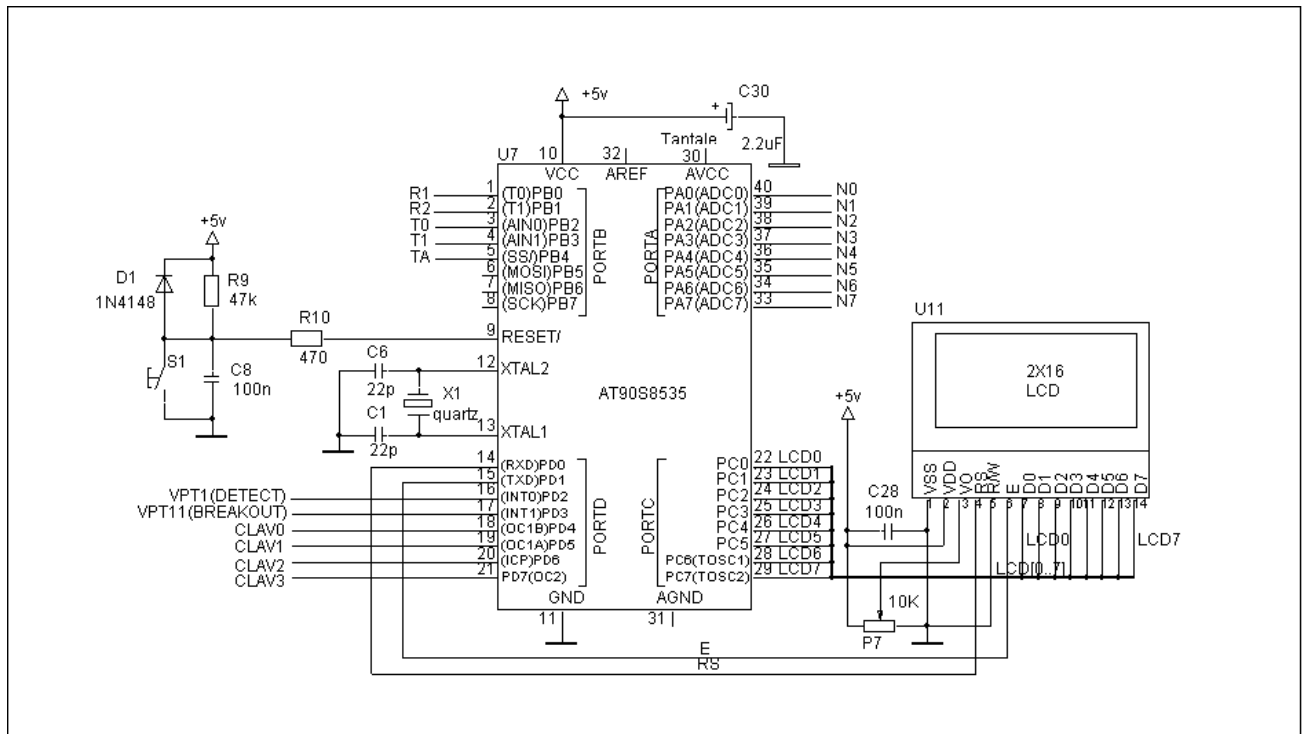 +5v
C30
+
Tantale
2.2uF
U7
10
32
30
VCC
AREF
AVCC
R1 1 (T0)PB0
R2 2 (T1)PB1
T0 3 (AIN0)PB2
T1 4 (AIN1)PB3
TA 5 (SS/)PB4
6 (MOSI)PB5
7 (MISO)PB6
8 (SCK)PB7
PORTB
PORTA
PA0(ADC0) 40 N0
PA1(ADC1) 39 N1
PA2(ADC2) 38 N2
PA3(ADC3) 37 N3
PA4(ADC4) 36 N4
PA5(ADC5) 35 N5
PA6(ADC6) 34 N6
PA7(ADC7) 33 N7
+5v
D1
1N4148
R9
47k
R10
470
S1
C8
100n
9 RESET/
C6
22p
12 XTAL2
X1
quartz
C1
22p
13 XTAL1
AT90S8535
14 (RXD)PD0
15 (TXD)PD1
VPT1(DETECT) 16 (INT0)PD2
VPT11(BREAKOUT) 17 (INT1)PD3
CLAV0 18 (OC1B)PD4
CLAV1 19 (OC1A)PD5
CLAV2 20 (ICP)PD6
CLAV3 21 PD7(OC2)
PORTD
PORTC
PC0 22 LCD0
PC1 23 LCD1
PC2 24 LCD2
PC3 25 LCD3
PC4 26 LCD4
PC5 27 LCD5
PC6(TOSC1) 28 LCD6
PC7(TOSC2) 29 LCD7
GND
AGND
11
31
U11
2X16
LCD
+5v
VSS VDD VO RS R/W E D0 D1 D2 D3 D4 D5 D6 D7
1 2 3 4 5 6 7 8 9 10 11 12 13 14
C28
100n
LCD0
LCD7
LCD[0..7]
10K
P7
E
RS